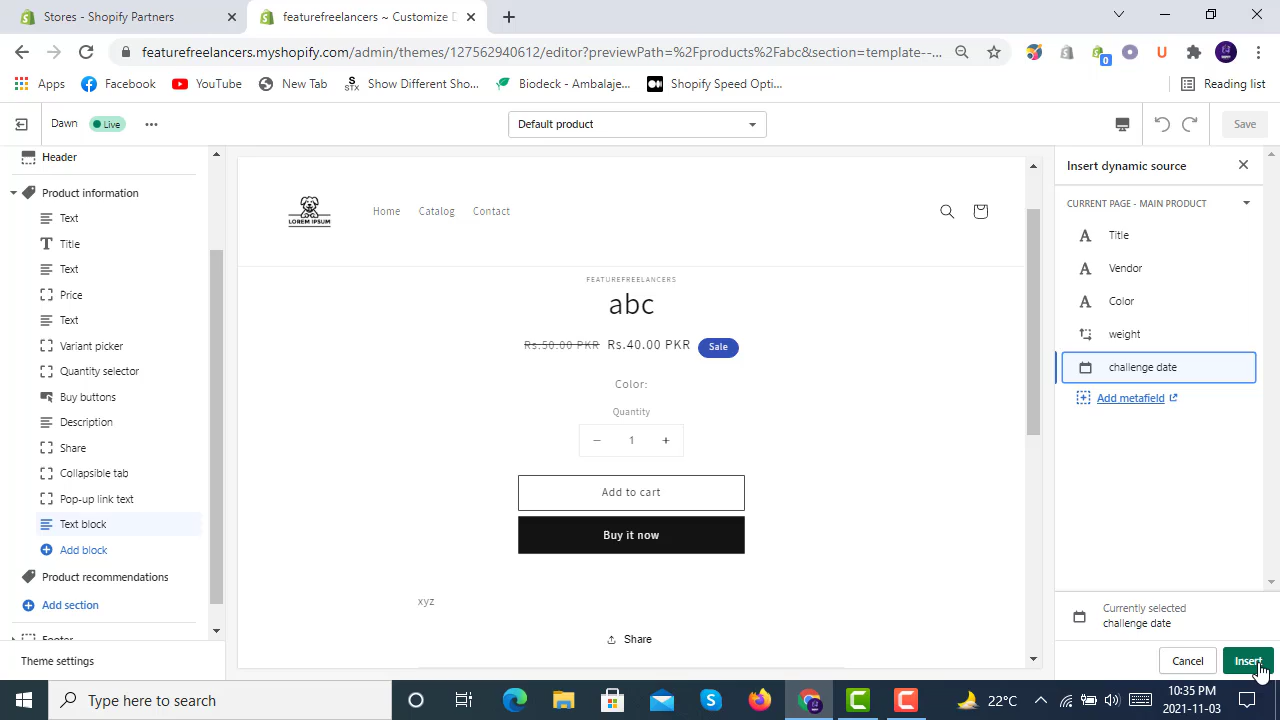 Stores - Shopify Partners
featurefreelancers ~ Customize D
featurefreelancers.myshopify.com/admin/themes/127562940612/editor?previewPath=%2Fproducts%2Fabc&section=template--...
0
U
Apps
Facebook
YouTube
New Tab
STX
Show Different Sho...
Biodeck - Ambalaje...
Shopify Speed Opti...
Reading list
Dawn
Live
Default product
Save
Header
Product information
Text
Title
Text
Price
Text
Variant picker
Quantity selector
Buy buttons
Description
Share
Collapsible tab
Pop-up link text
Text block
Add block
Product recommendations
Add section
Footer
Theme settings
LOREM IPSUM
Home
Catalog
Contact
FEATUREFREELANCERS
abc
Rs.50.00 PKR Rs.40.00 PKR Sale
Color:
Quantity
1
Add to cart
Buy it now
xyz
Share
Insert dynamic source
CURRENT PAGE - MAIN PRODUCT
Title
Vendor
Color
weight
challenge date
Add metafield
Currently selected
challenge date
Cancel
Insert
Type here to search
22°C
10:35 PM
2021-11-03